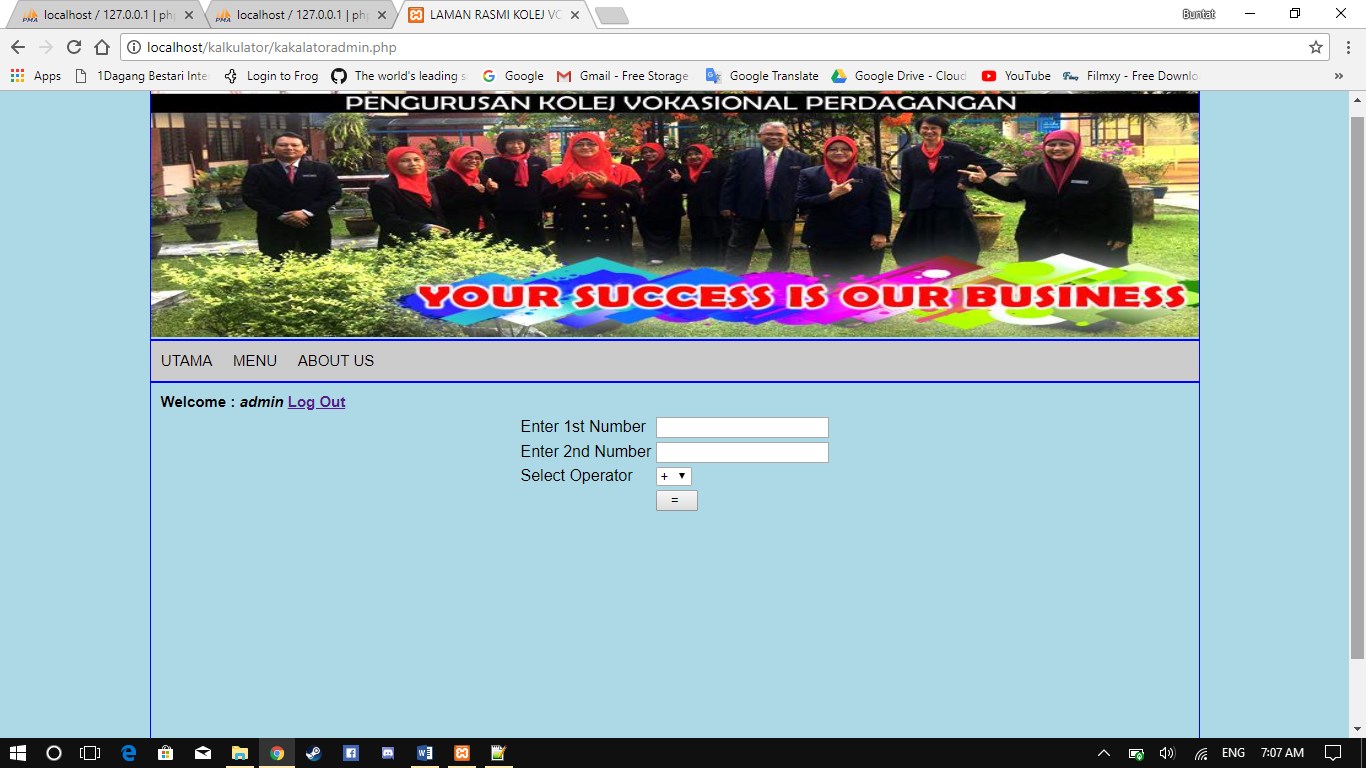 localhost / 127.0.0.1 | ph
localhost / 127.0.0.1 | ph
LAMAN RASMI KOLEJ VO
Buntat
localhost/kalkulator/kakalatoradmin.php
Apps
1Dagang Bestari Inte
Login to Frog
The world's leading s
Google
Gmail - Free Storage
Google Translate
Google Drive - Cloud
YouTube
Filmxy - Free Downlo
»
PENGURUSAN KOLEJ VOKASIONAL PERDAGANGAN
YOUR SUCCESS IS OUR BUSINESS
UTAMA MENU ABOUT US
Welcome : admin Log Out
Enter 1st Number
Enter 2nd Number
Select Operator +
=
ENG 7:07 AM